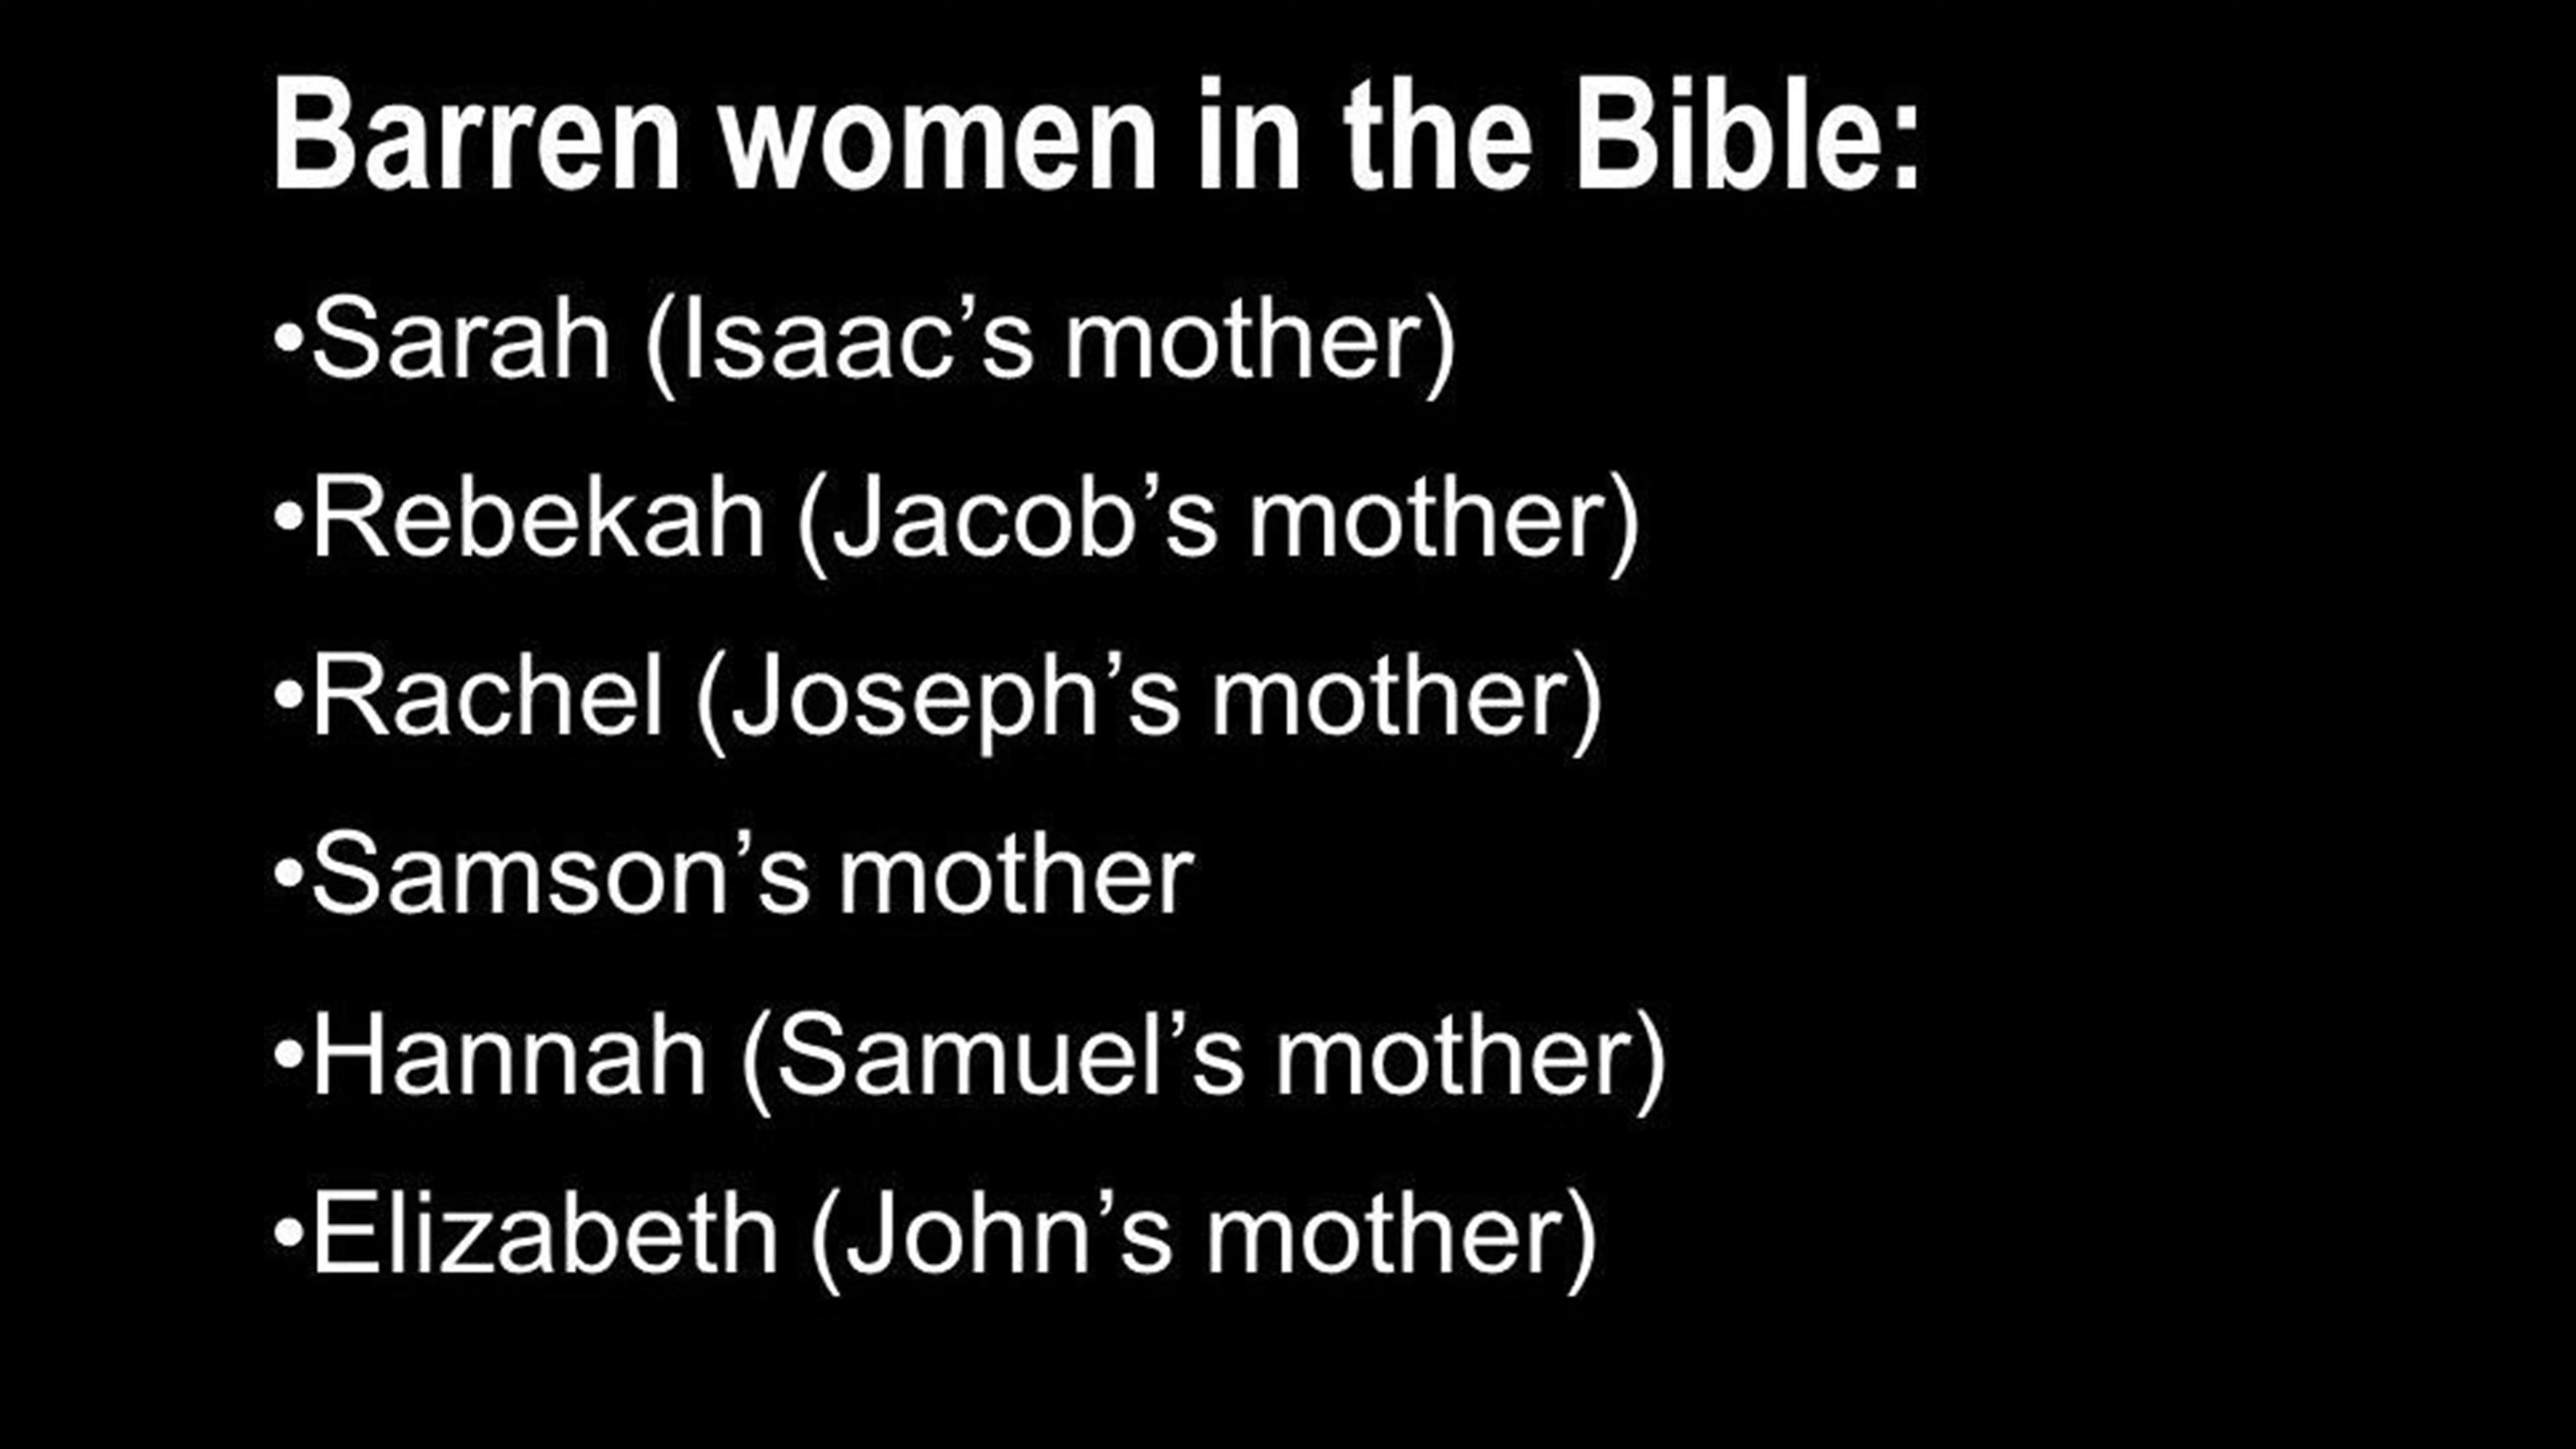 Barren women in the Bible:
•Sarah (Isaac’s mother)
•Rebekah (Jacob’s mother)
•Rachel (Joseph’s mother)
•Samson’s mother
•Hannah (Samuel’s mother)
•Elizabeth (John’s mother)